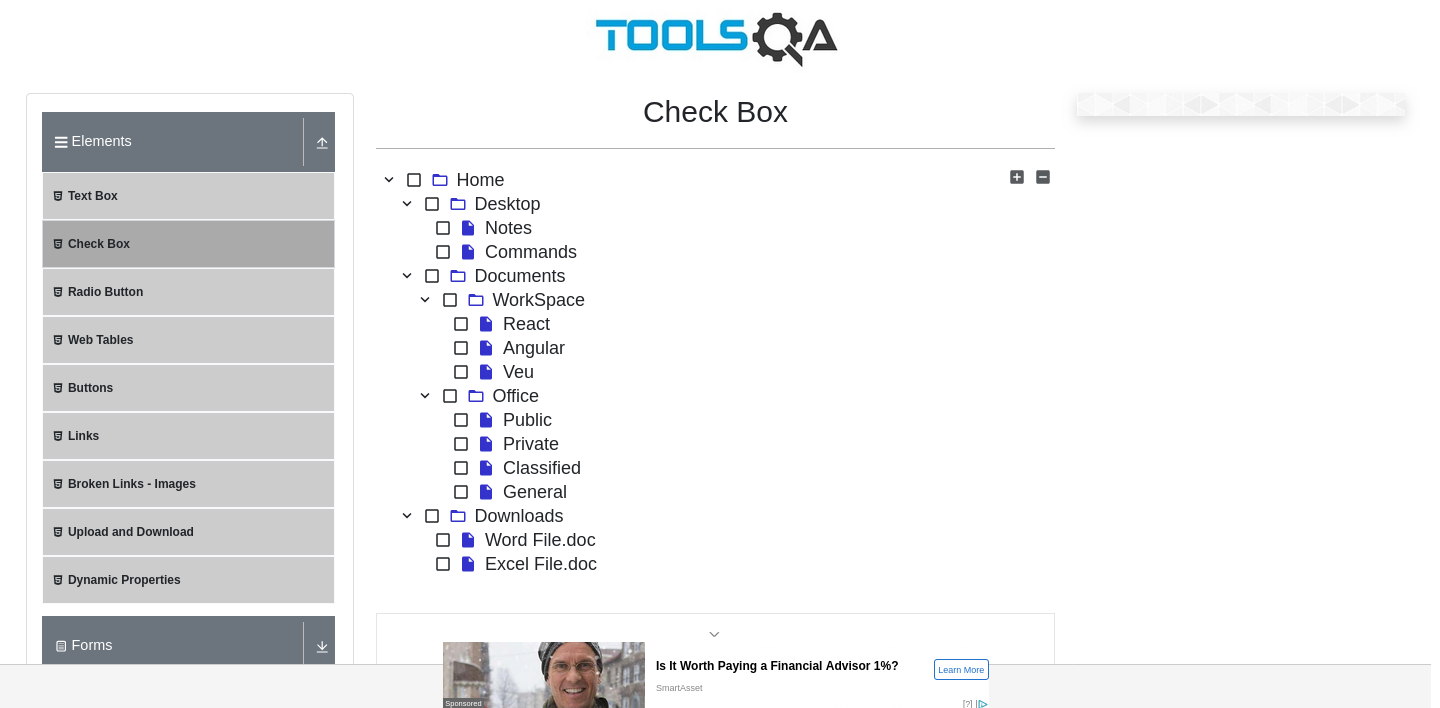 TOOLSQA
Check Box
Elements
Text Box
Check Box
Radio Button
Web Tables
Buttons
Links
Broken Links - Images
Upload and Download
Dynamic Properties
Forms
Home
Desktop
Notes
Commands
Documents
WorkSpace
React
Angular
Veu
Office
Public
Private
Classified
General
Downloads
Word File.doc
Excel File.doc
Is It Worth Paying a Financial Advisor 1%?
Learn More
SmartAsset
Sponsored
[?]